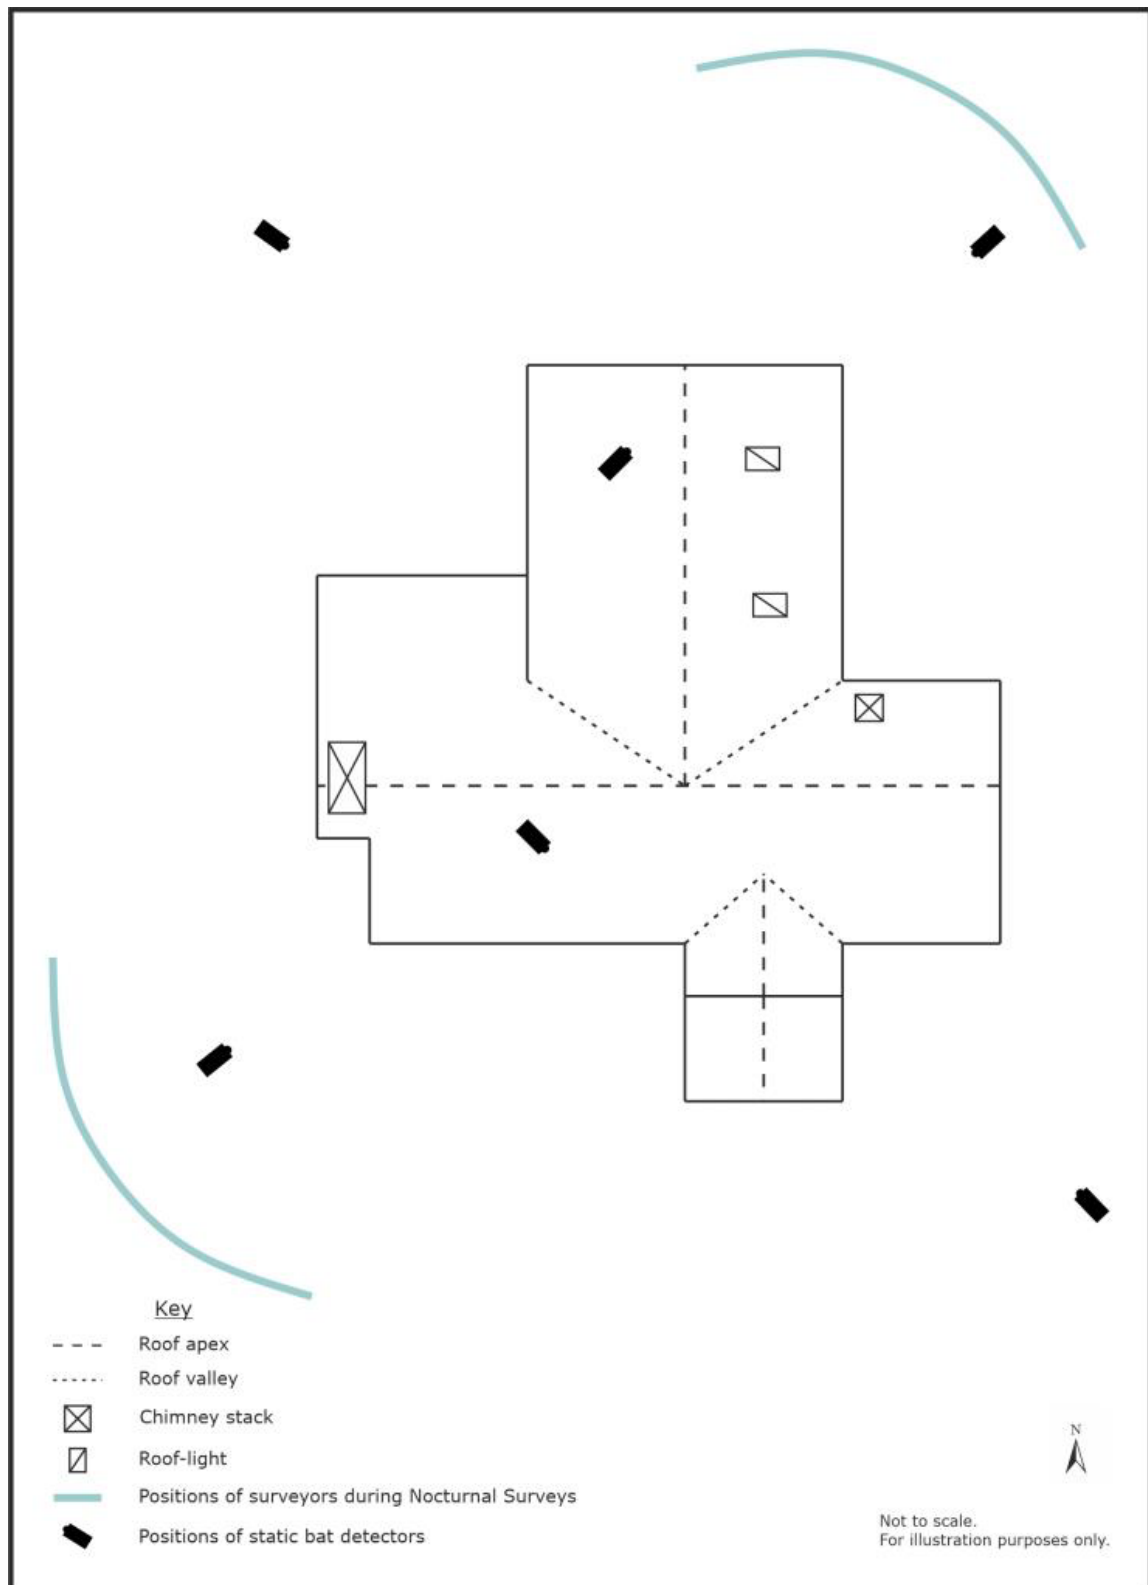 Key
Roof apex
Roof valley
Chimney stack
Roof-light
Positions of surveyors during Nocturnal Surveys
Positions of static bat detectors
N
Not to scale.
For illustration purposes only.